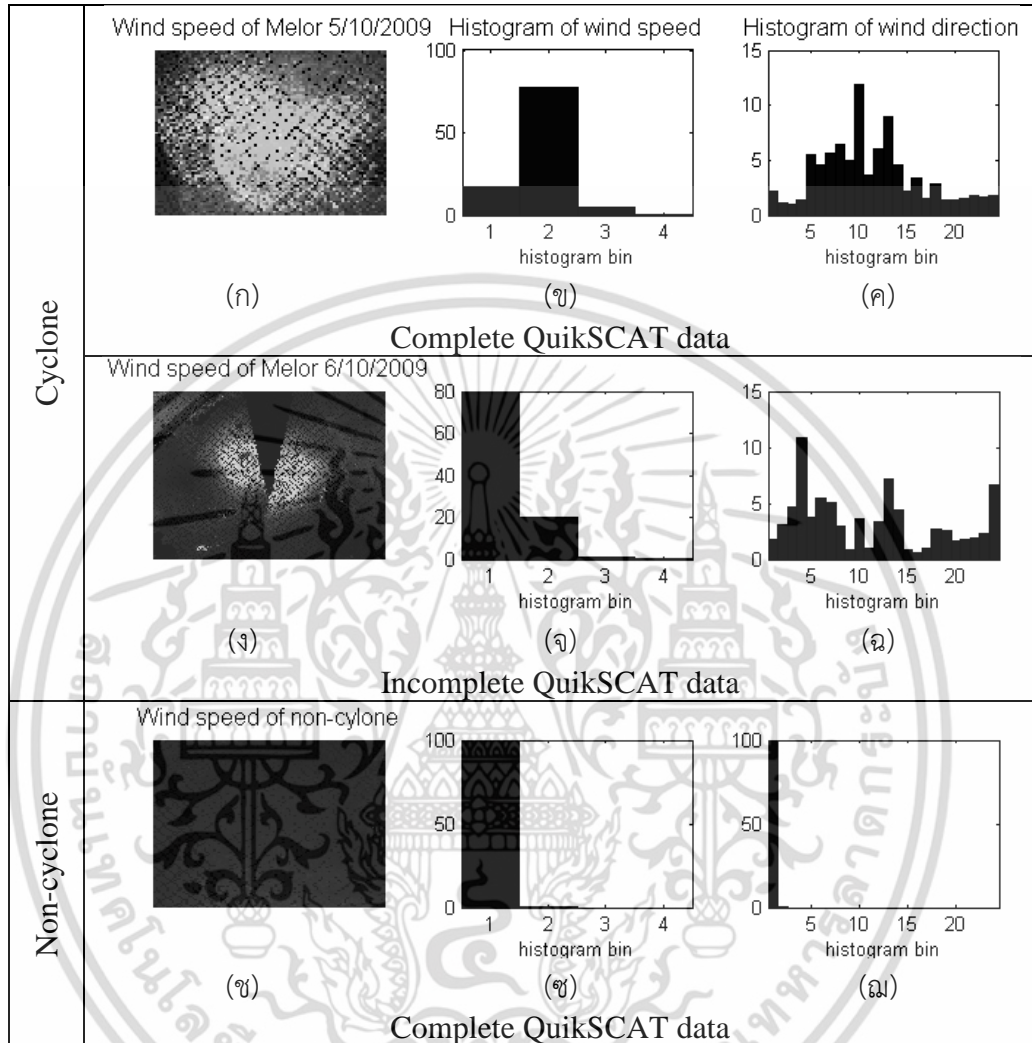 Cyclone
Wind speed of Melor 5/10/2009 Histogram of wind speed Histogram of wind direction
100
50
0
1 2 3 4
histogram bin
15
10
5
0
5 10 15 20
histogram bin
(ก) (ข) (ค)
Complete QuikSCAT data
Wind speed of Melor 6/10/2009
80
60
40
20
0
1 2 3 4
histogram bin
15
10
5
0
5 10 15 20
histogram bin
(ง) (จ) (ฉ)
Incomplete QuikSCAT data
Non-cyclone
Wind speed of non-cylone
100
50
0
1 2 3 4
histogram bin
100
50
0
5 10 15 20
histogram bin
(ช) (ซ) (ฌ)
Complete QuikSCAT data